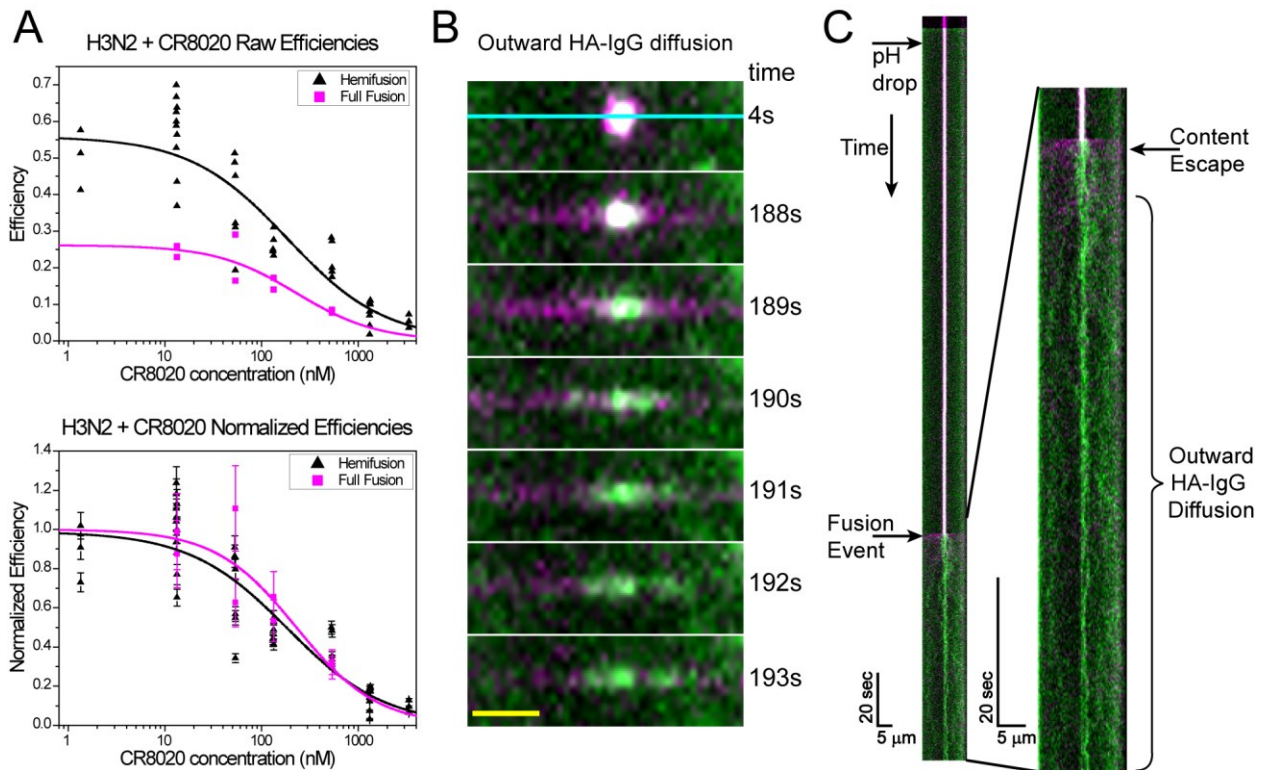 A
H3N2 + CR8020 Raw Efficiencies
Hemifusion
Full Fusion
Efficiency
0.7
0.6
0.5
0.4
0.3
0.2
0.1
0.0
1 10 100 1000
CR8020 concentration (nM)
H3N2 + CR8020 Normalized Efficiencies
Hemifusion
Full Fusion
Normalized Efficiency
1.4
1.2
1.0
0.8
0.6
0.4
0.2
0.0
1 10 100 1000
CR8020 concentration (nM)
B
Outward HA-IgG diffusion
time
4s
188s
189s
190s
191s
192s
193s
C
pH
drop
Time
Fusion
Event
20 sec
5 μm
20 sec
5 μm
Content
Escape
Outward
HA-IgG
Diffusion